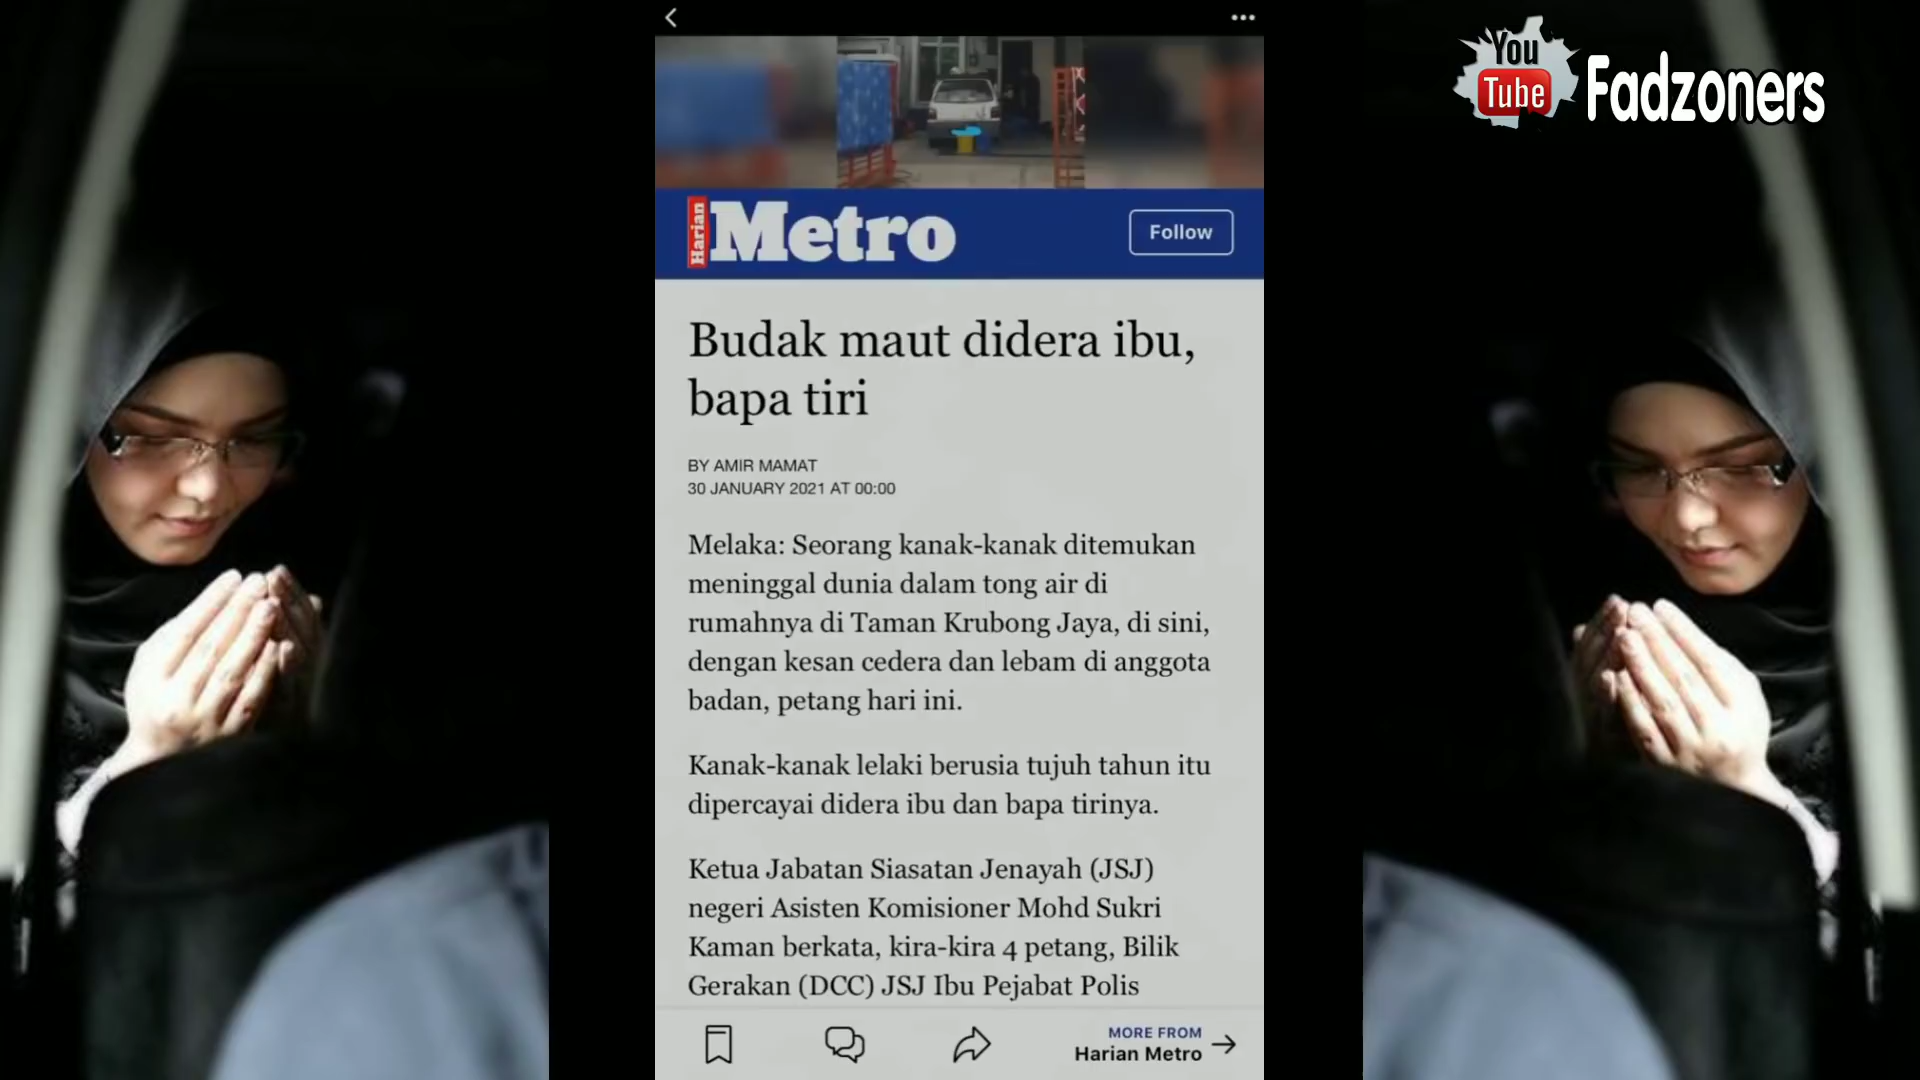 You
Tube
Fadzoners
Harian
Metro
Follow
Budak maut didera ibu,
bapa tiri
BY AMIR MAMAT
30 JANUARY 2021 AT 00:00
Melaka: Seorang kanak-kanak ditemukan
meninggal dunia dalam tong air di
rumahnya di Taman Krubong Jaya, di sini,
dengan kesan cedera dan lebam di anggota
badan, petang hari ini.
Kanak-kanak lelaki berusia tujuh tahun itu
dipercayai didera ibu dan bapa tirinya.
Ketua Jabatan Siasatan Jenayah (JSJ)
negeri Asisten Komisioner Mohd Sukri
Kaman berkata, kira-kira 4 petang, Bilik
Gerakan (DCC) JSJ Ibu Pejabat Polis
MORE FROM
Harian Metro